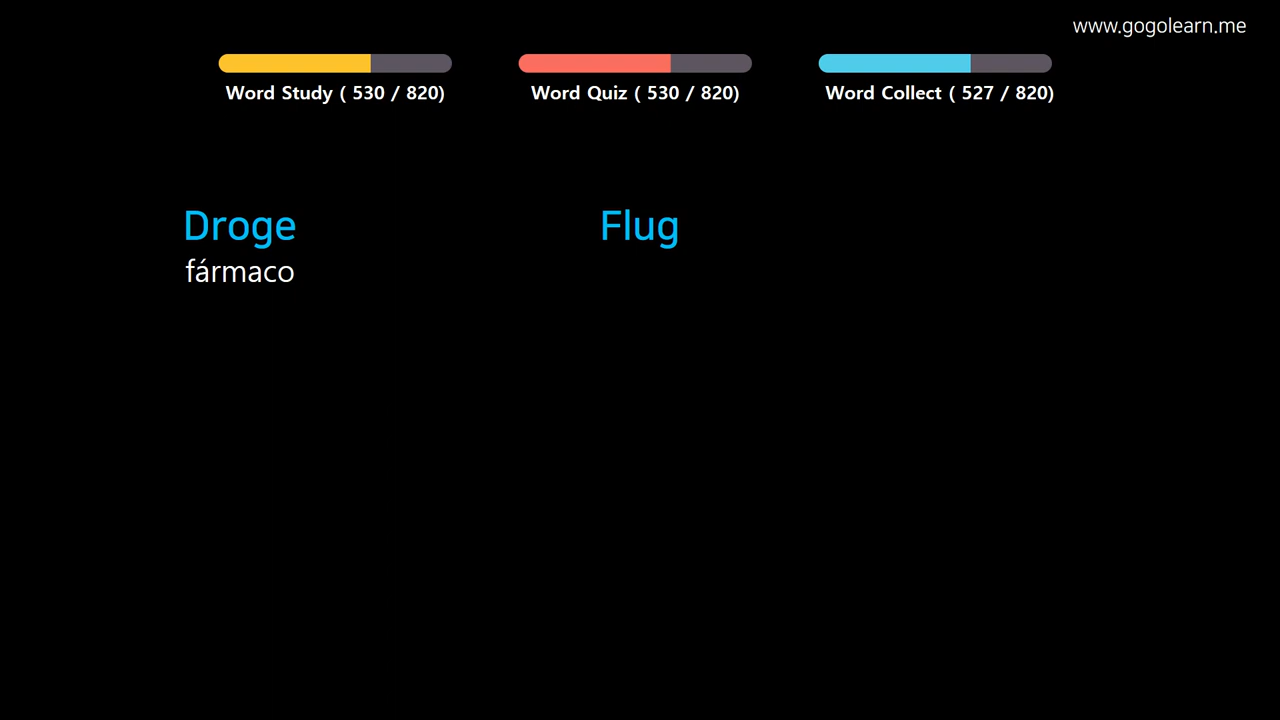 www.gogolearn.me
Word Study ( 530 / 820)
Word Quiz ( 530 / 820)
Word Collect ( 527 / 820)
Droge
fármaco
Flug